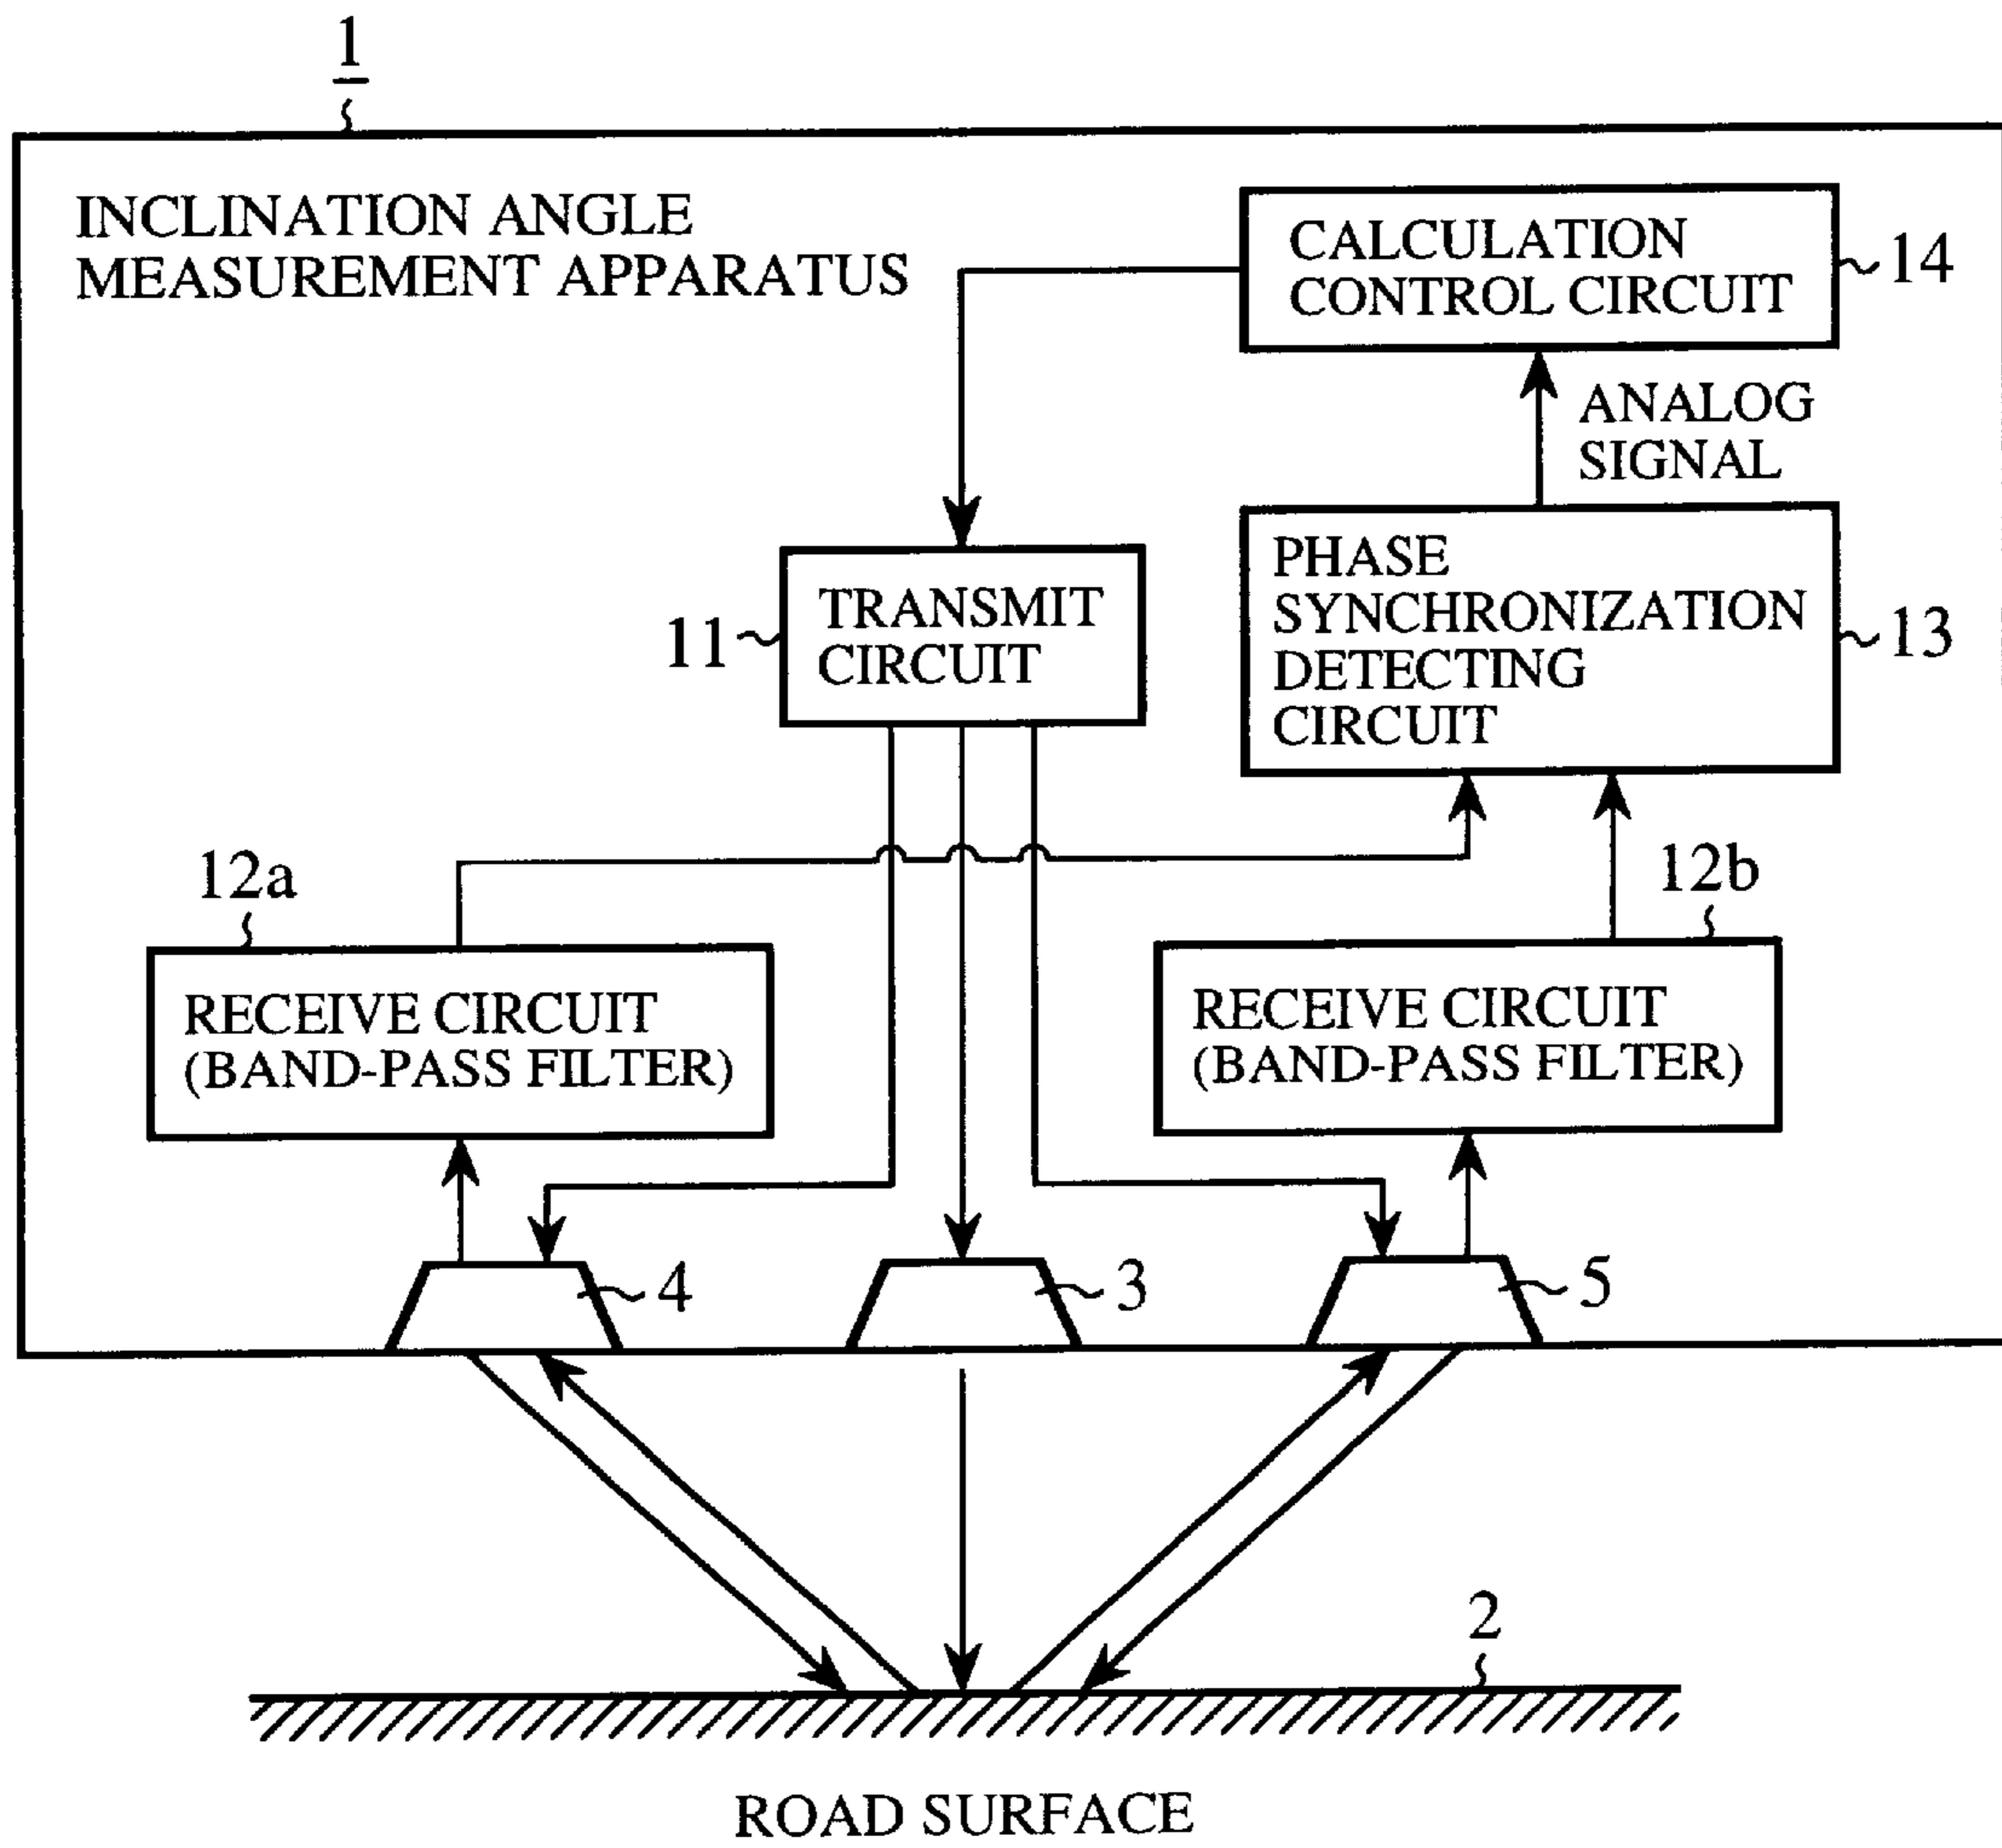 1
INCLINATION ANGLE
MEASUREMENT APPARATUS
CALCULATION
CONTROL CIRCUIT
14
ANALOG
SIGNAL
PHASE
SYNCHRONIZATION
DETECTING
CIRCUIT
13
11
TRANSMIT
CIRCUIT
12a
12b
RECEIVE CIRCUIT
(BAND-PASS FILTER)
RECEIVE CIRCUIT
(BAND-PASS FILTER)
4
3
5
2
ROAD SURFACE